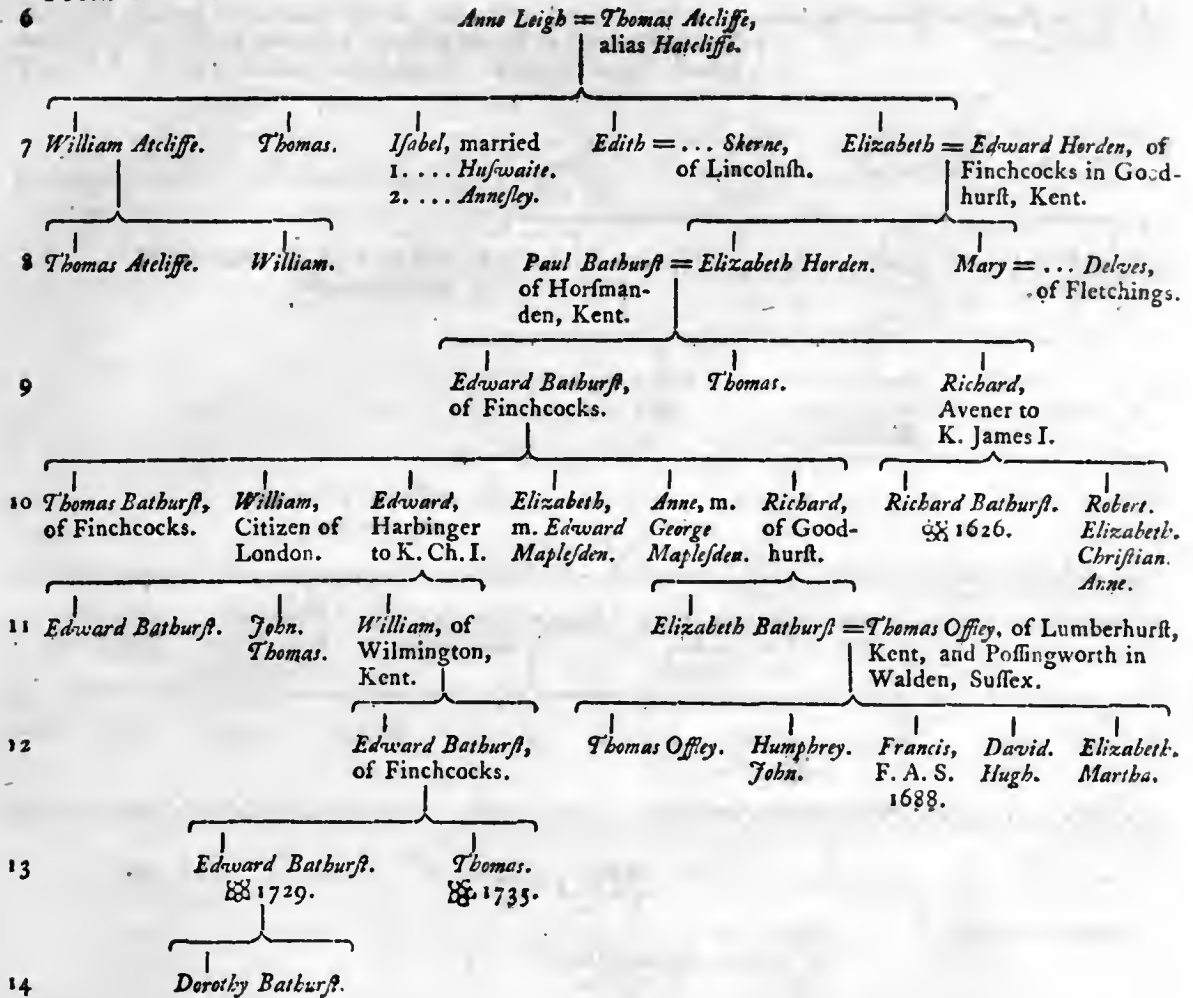 6 Anne Leigh = Thomas Atcliffe,
alias Hatcliffe.
7 William Atcliffe. Thomas. Iſabel, married Edith = ... Skerne, Elizabeth = Edward Horden, of
1. ... Huſwaite. of Lincolnſh. Finchcocks in Good-
2. ... Anneſley. hurſt, Kent.
8 Thomas Atcliffe. William. Paul Bathurſt = Elizabeth Horden. Mary = ... Delves,
of Horſman- of Fletchings.
den, Kent.
9 Edward Bathurſt, Thomas. Richard,
of Finchcocks. Avener to
K. James I.
10 Thomas Bathurſt, William, Edward, Elizabeth, Anne, m. Richard, Richard Bathurſt. Robert.
of Finchcocks. Citizen of Harbinger m. Edward George of Good- 1626. Elizabeth.
London. to K. Ch. I. Mapleſden. Mapleſden. hurſt. Chriſtian.
Anne.
11 Edward Bathurſt. John. William, of Elizabeth Bathurſt = Thomas Offley, of Lumberhurſt,
Thomas. Wilmington, Kent, and Poſſingworth in
Kent. Walden, Suſſex.
12 Edward Bathurſt, Thomas Offley. Humphrey. Francis, David. Elizabeth.
of Finchcocks. John. F. A. S. Hugh. Martha.
1688.
13 Edward Bathurſt. Thomas.
1729. 1735.
14 Dorothy Bathurſt.